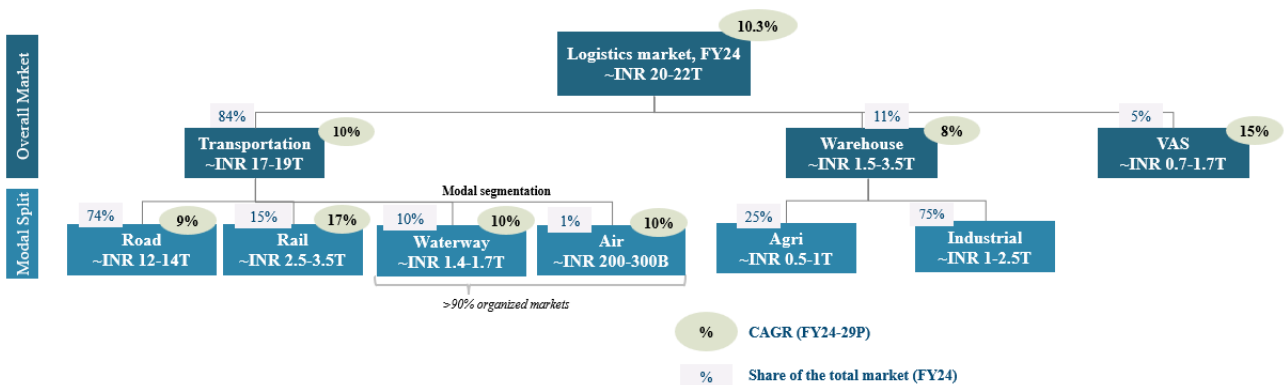 10.3%
Overall Market
Logistics market, FY24
~INR 20-22T
84%
10%
Transportation
~INR 17-19T
11%
8%
Warehouse
~INR 1.5-3.5T
5%
15%
VAS
~INR 0.7-1.7T
Modal Split
Modal segmentation
74%
9%
Road
~INR 12-14T
15%
17%
Rail
~INR 2.5-3.5T
10%
10%
Waterway
~INR 1.4-1.7T
1%
10%
Air
~INR 200-300B
25%
Agri
~INR 0.5-1T
75%
Industrial
~INR 1-2.5T
>90% organized markets
% CAGR (FY24-29P)
% Share of the total market (FY24)